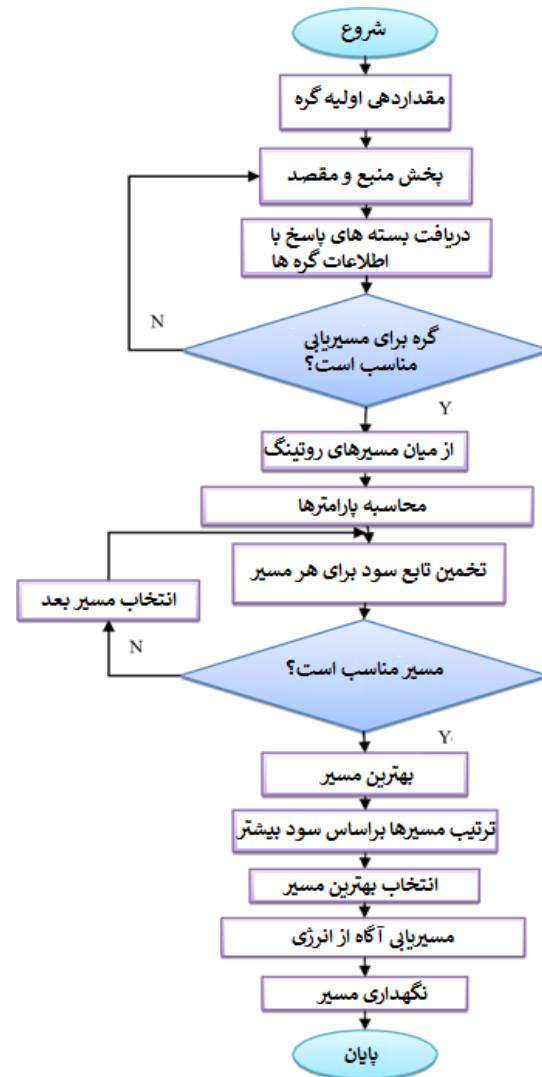 شروع
مقداردهی اولیه گره
پخش منبع و مقصد
دریافت بسته های پاسخ با
اطلاعات گره ها
گره برای مسیریابی
مناسب است؟
N
Y
از میان مسیرهای روتینگ
محاسبه پارامترها
تخمین تابع سود برای هر مسیر
انتخاب مسیر بعد
مسیر مناسب است؟
N
Y
بهترین مسیر
ترتیب مسیرها براساس سود بیشتر
انتخاب بهترین مسیر
مسیریابی آگاه از انرژی
نگهداری مسیر
پایان